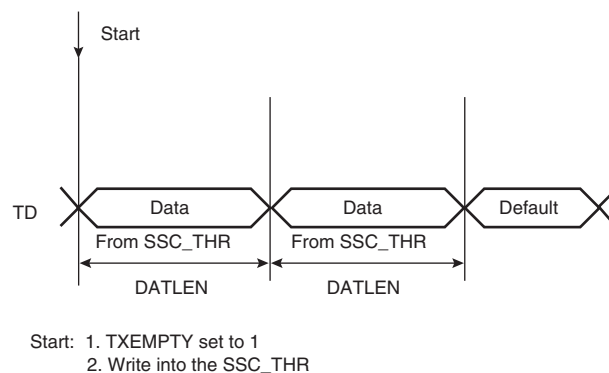 Start
TD
Data
Data
Default
From SSC_THR
From SSC_THR
DATLEN
DATLEN
Start: 1. TXEMPTY set to 1
2. Write into the SSC_THR